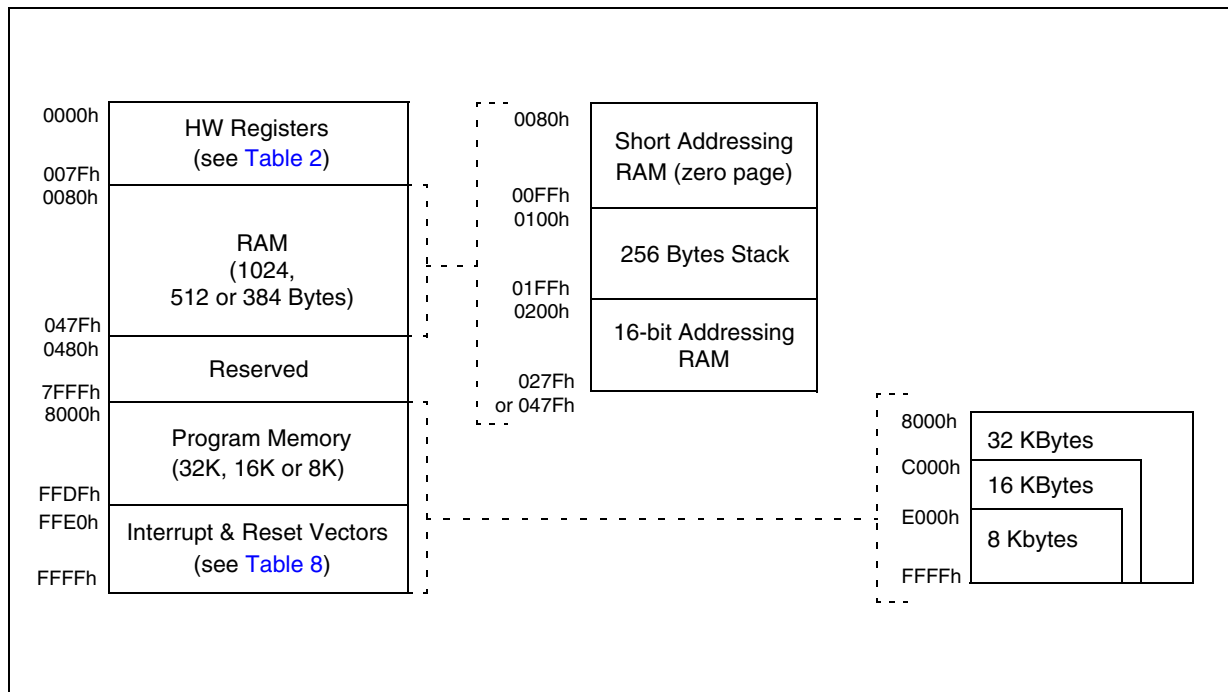 0000h
HW Registers
(see Table 2)
007Fh
0080h
RAM
(1024,
512 or 384 Bytes)
047Fh
0480h
Reserved
7FFFh
8000h
Program Memory
(32K, 16K or 8K)
FFDFh
FFE0h
Interrupt & Reset Vectors
(see Table 8)
FFFFh
0080h
Short Addressing
RAM (zero page)
00FFh
0100h
256 Bytes Stack
01FFh
0200h
16-bit Addressing
RAM
027Fh
or 047Fh
8000h
32 KBytes
C000h
16 KBytes
E000h
8 Kbytes
FFFFh